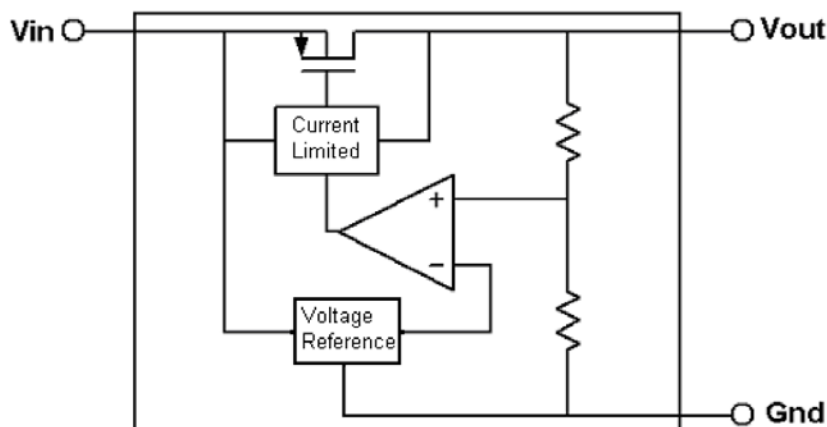 Vin
Vout
Current
Limited
+
−
Voltage
Reference
Gnd